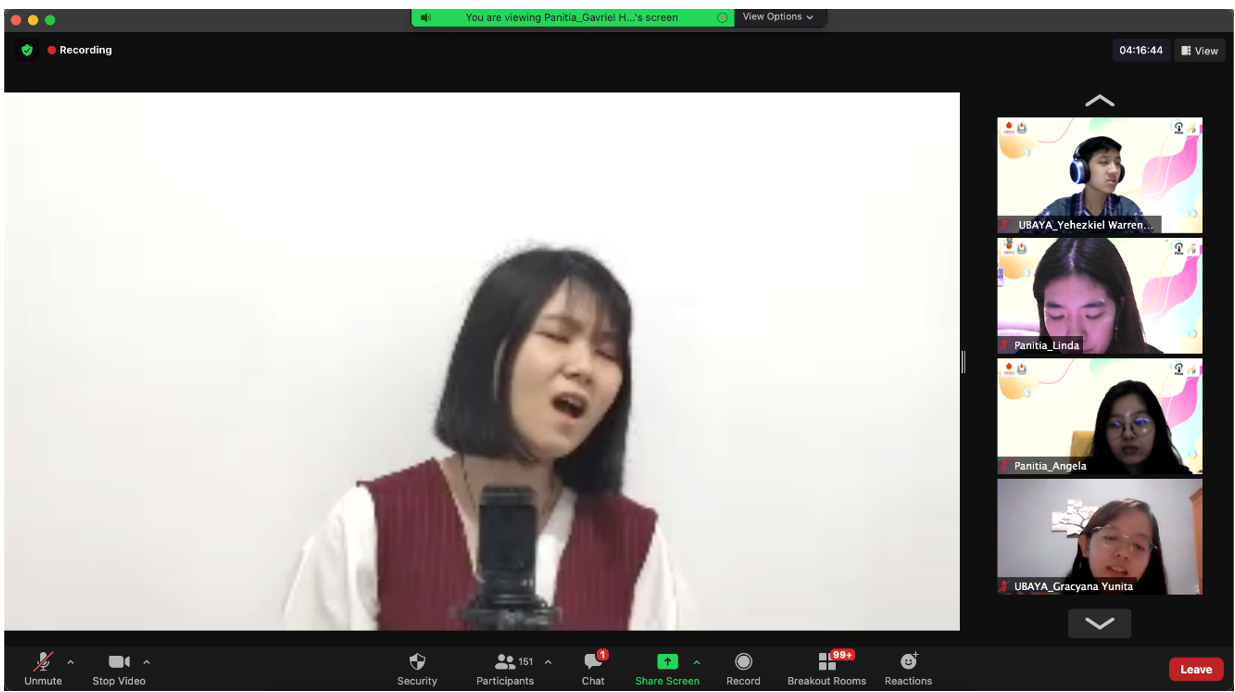 You are viewing Panitia_Gavriel H...'s screen
View Options
Recording
04:16:44
View
UBAYA_Yehezkiel Warren...
Panitia_Linda
Panitia_Angela
UBAYA_Gracyana Yunita
Unmute
Stop Video
Security
151
Participants
1
Chat
Share Screen
Record
99+
Breakout Rooms
Reactions
Leave